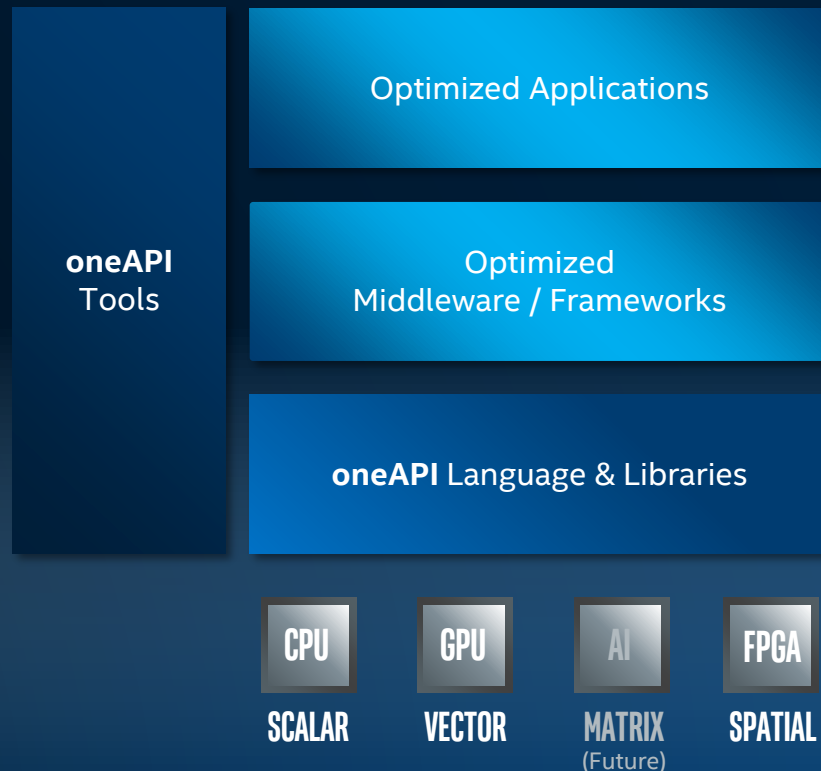 oneAPI
Tools
Optimized Applications
Optimized
Middleware / Frameworks
oneAPI Language & Libraries
CPU
GPU
AI
FPGA
SCALAR
VECTOR
MATRIX
(Future)
SPATIAL